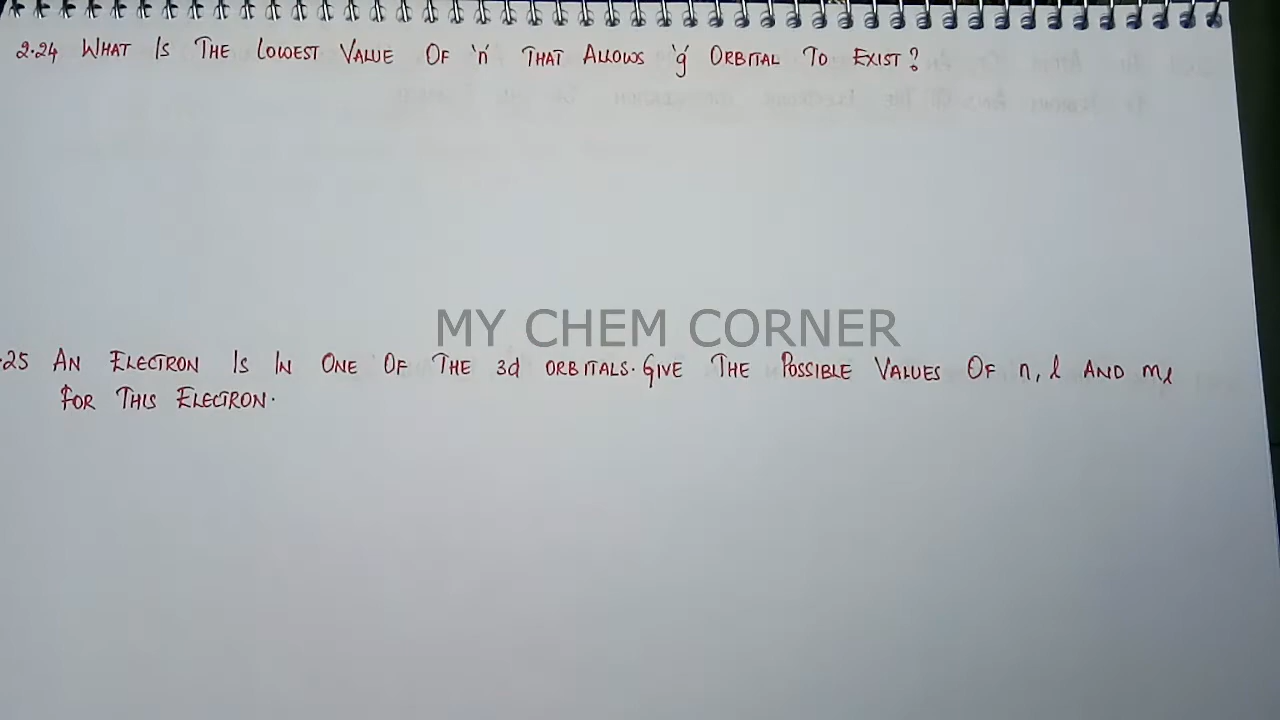 2.24 WHAT IS THE LOWEST VALUE OF 'n' THAT ALLOWS 'g' ORBITAL TO EXIST?
MY CHEM CORNER
.25 AN ELECTRON IS IN ONE OF THE 3d ORBITALS. GIVE THE POSSIBLE VALUES OF n, l AND ml
FOR THIS ELECTRON.